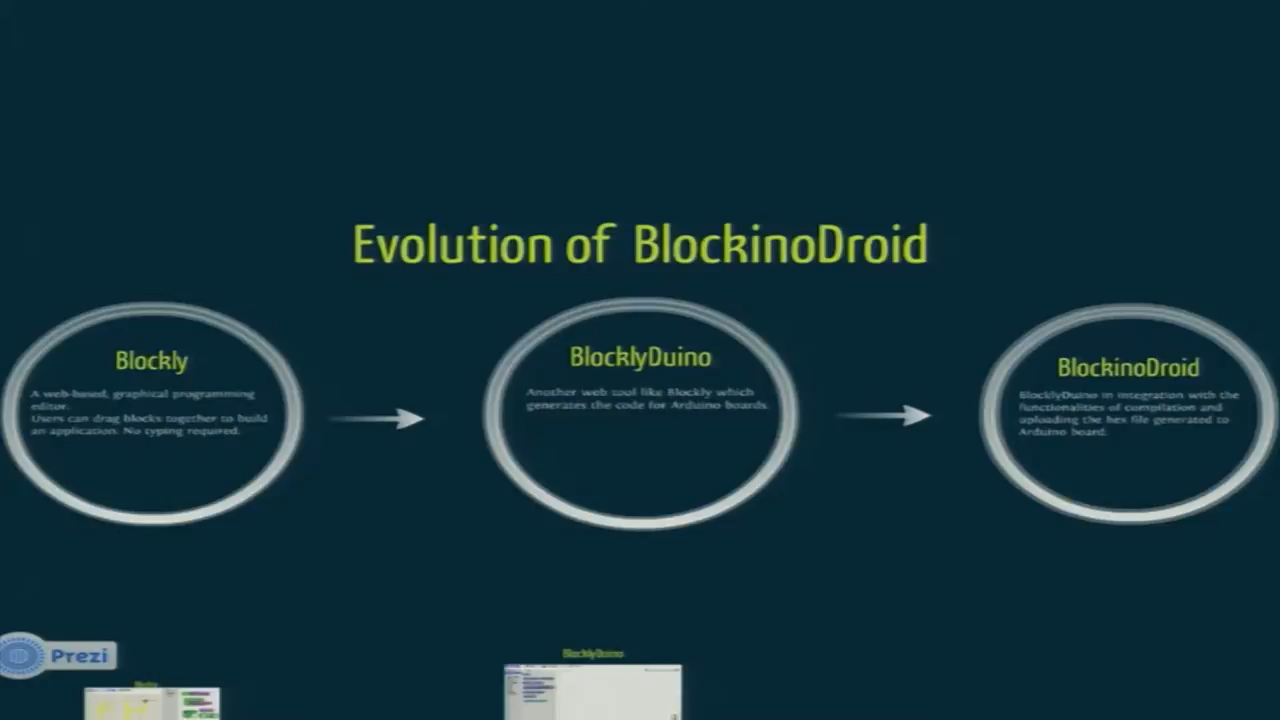 Evolution of BlockinoDroid
Blockly
A web-based, graphical programming
editor.
Users can drag blocks together to build
an application. No typing required.
BlocklyDuino
Another web tool like Blockly which
generates the code for Arduino boards.
BlockinoDroid
BlocklyDuino in integration with the
functionalities of compilation and
uploading the hex file generated to
Arduino board.
Prezi
Blockly
BlocklyDuino